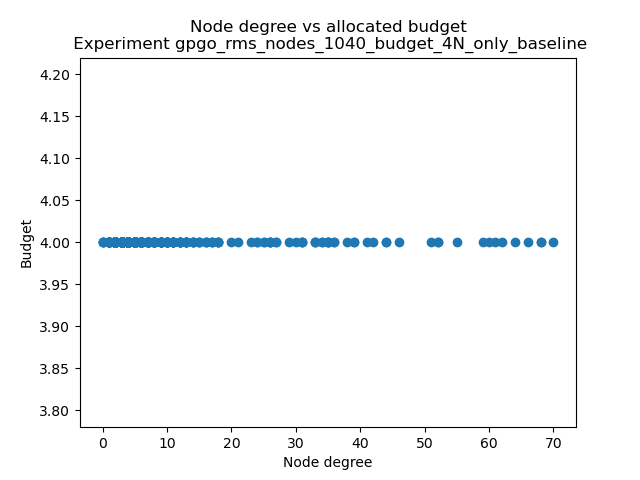 Node degree vs allocated budget
Experiment gpgo_rms_nodes_1040_budget_4N_only_baseline
4.20
4.15
4.10
4.05
4.00
3.95
3.90
3.85
3.80
Budget
0 10 20 30 40 50 60 70
Node degree